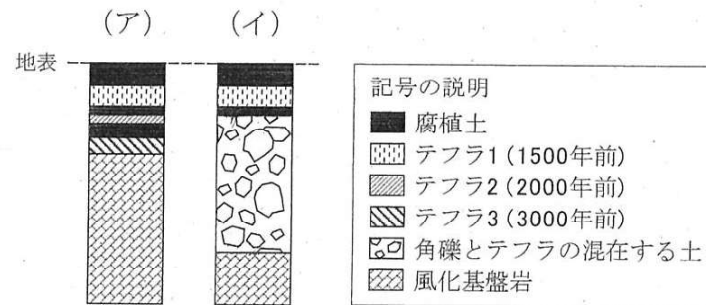 （ア）
（イ）
地表
記号の説明
腐植土
テフラ1（1500年前）
テフラ2（2000年前）
テフラ3（3000年前）
角礫とテフラの混在する土
風化基盤岩